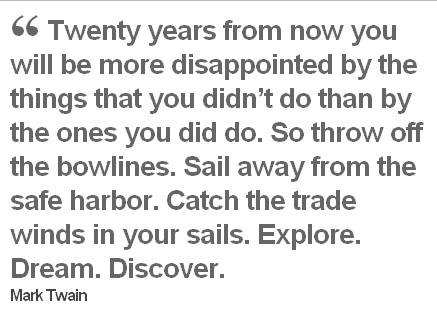 “ Twenty years from now you
will be more disappointed by the
things that you didn’t do than by
the ones you did do. So throw off
the bowlines. Sail away from the
safe harbor. Catch the trade
winds in your sails. Explore.
Dream. Discover.
Mark Twain